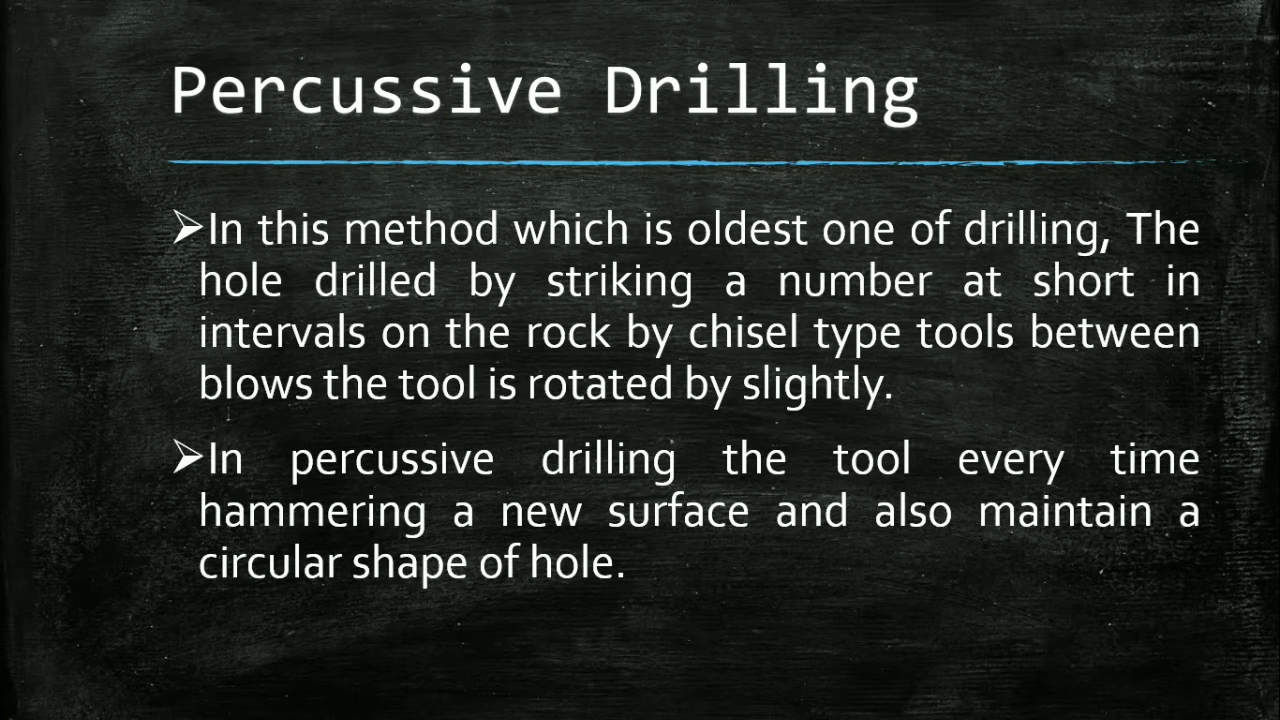 Percussive Drilling
➢In this method which is oldest one of drilling, The
hole drilled by striking a number at short in
intervals on the rock by chisel type tools between
blows the tool is rotated by slightly.
➢In percussive drilling the tool every time
hammering a new surface and also maintain a
circular shape of hole.